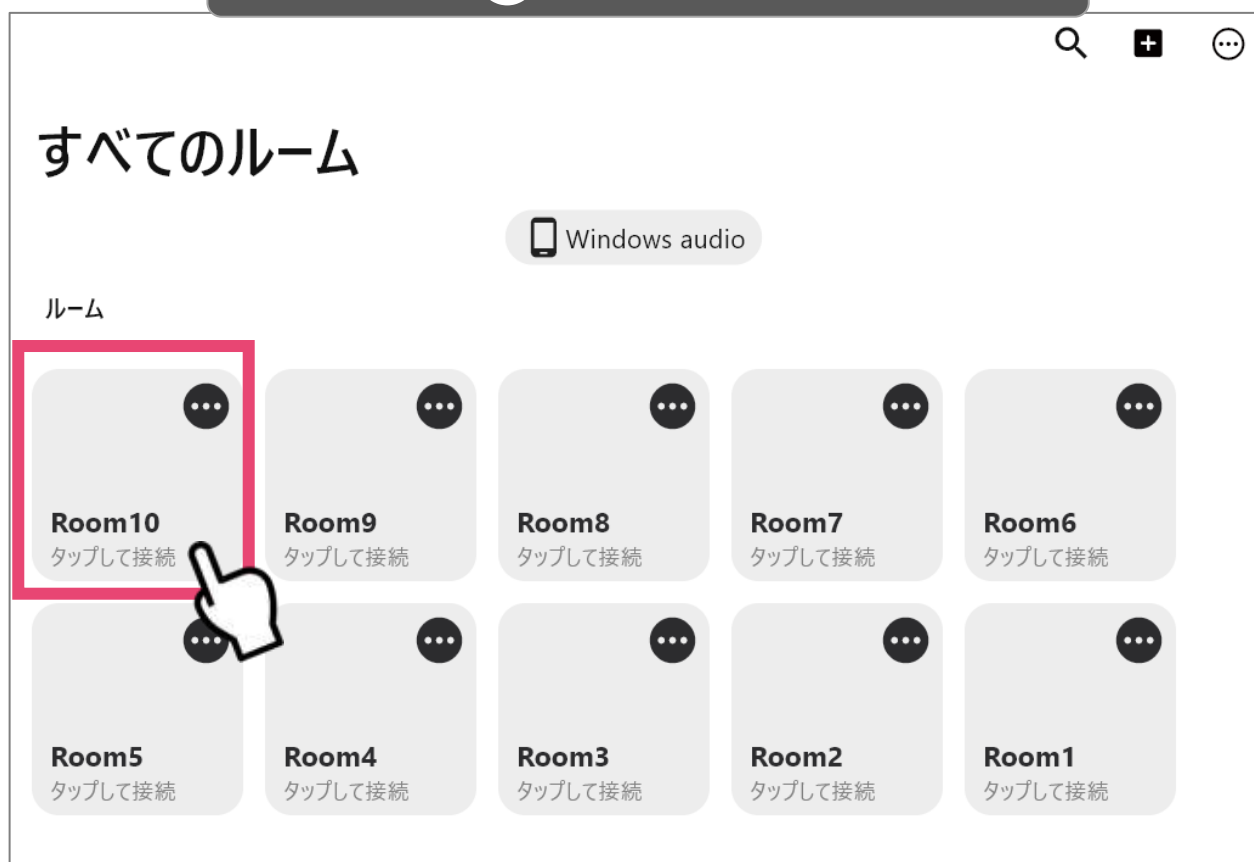 すべてのルーム
Windows audio
ルーム
Room10
タップして接続
Room9
タップして接続
Room8
タップして接続
Room7
タップして接続
Room6
タップして接続
Room5
タップして接続
Room4
タップして接続
Room3
タップして接続
Room2
タップして接続
Room1
タップして接続